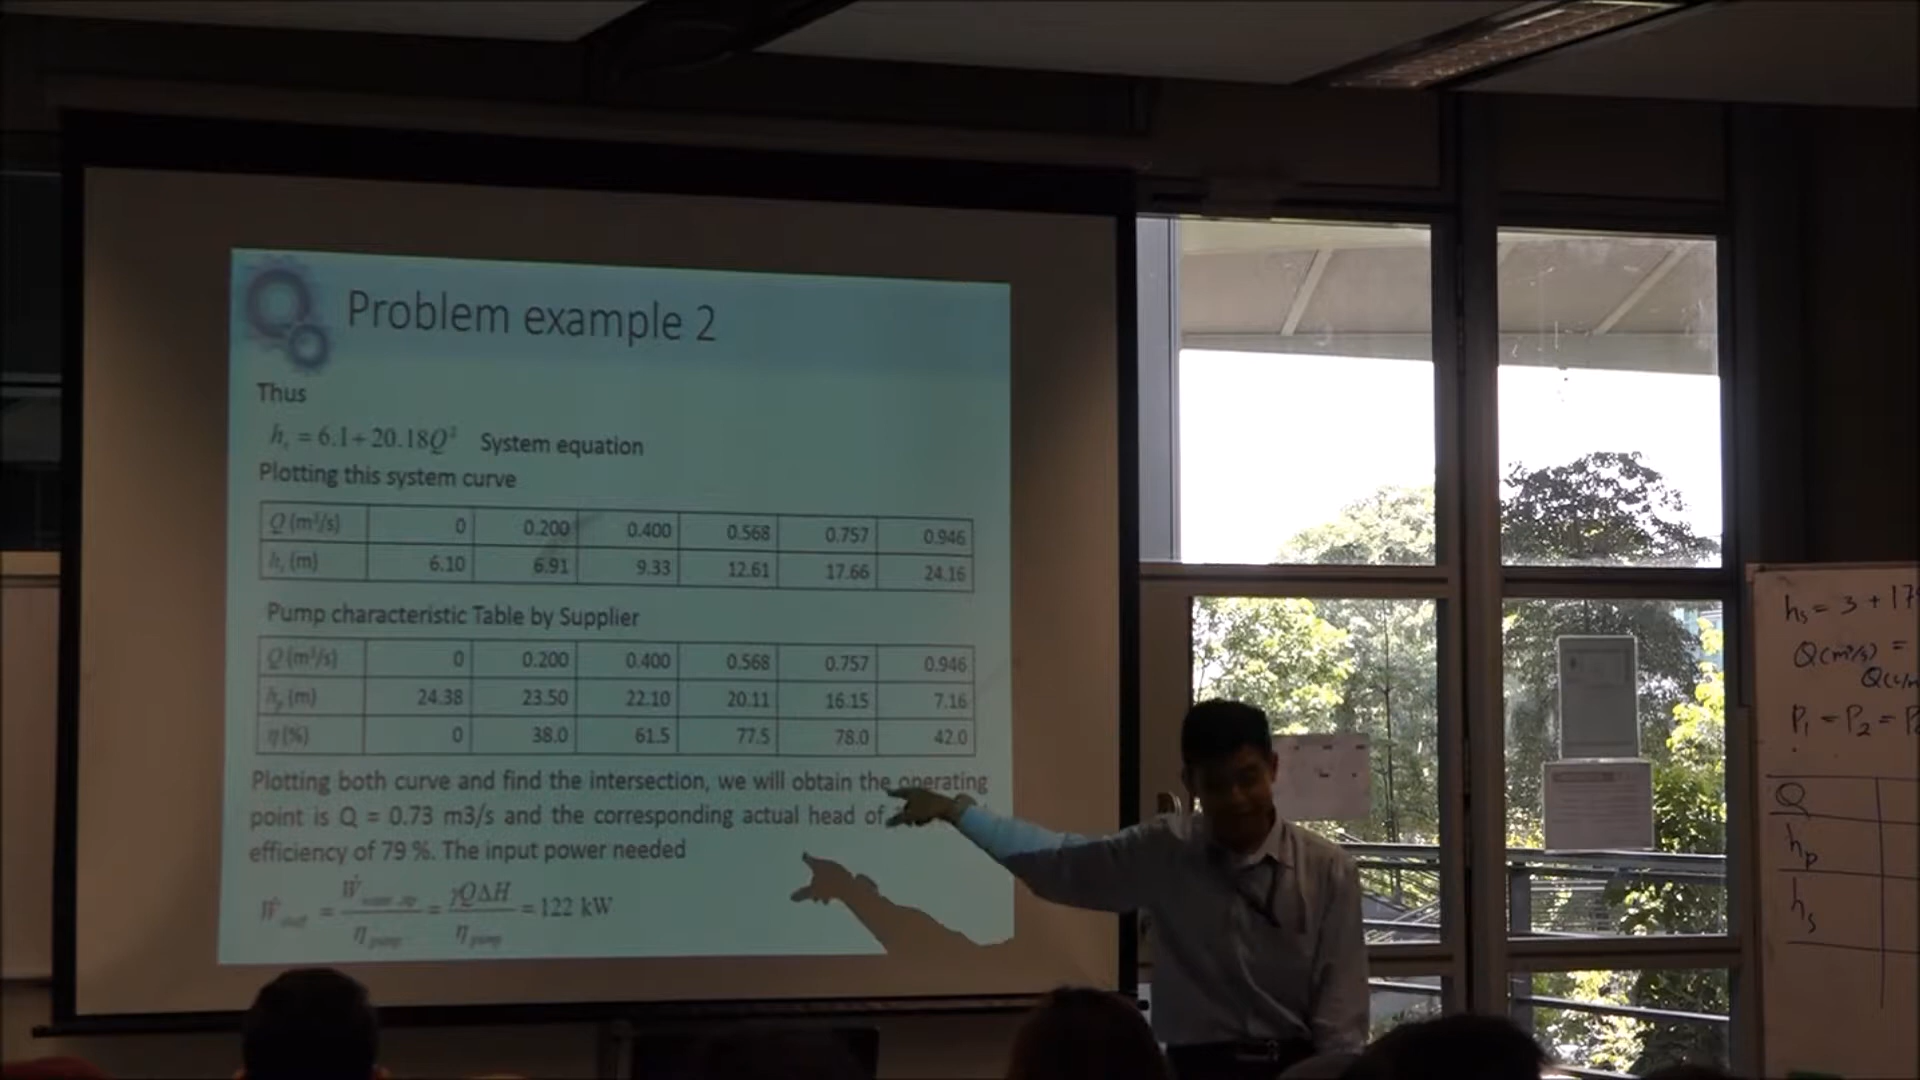 Problem example 2
Thus
hₛ = 6.1+20.18Q² System equation
Plotting this system curve
Q (m³/s) 0 0.200 0.400 0.568 0.757 0.946
hₛ (m) 6.10 6.91 9.33 12.61 17.66 24.16
Pump characteristic Table by Supplier
Q (m³/s) 0 0.200 0.400 0.568 0.757 0.946
hₚ (m) 24.38 23.50 22.10 20.11 16.15 7.16
η (%) 0 38.0 61.5 77.5 78.0 42.0
Plotting both curve and find the intersection, we will obtain the operating
point is Q = 0.73 m3/s and the corresponding actual head of
efficiency of 79 %. The input power needed
Ẇ = Ẇ / η pump = γQΔH / η pump = 122 kW
hₛ = 3 + 17
Q(m³/s) =
P₁ = P₂ = P
Q
hₚ
hₛ